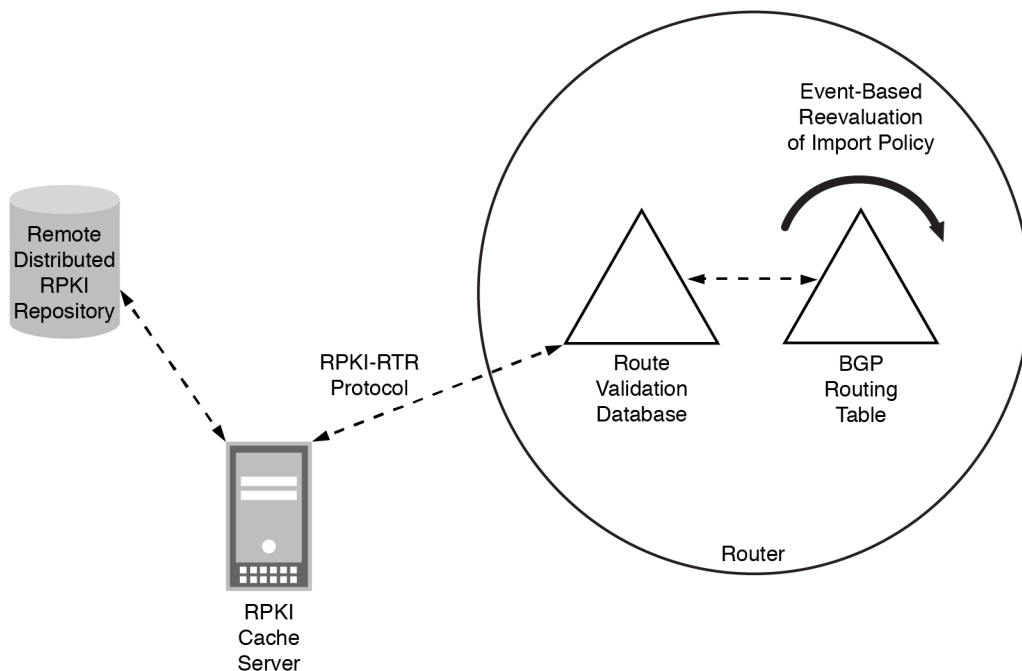 Event-Based
Reevaluation
of Import Policy
Remote
Distributed
RPKI
Repository
RPKI-RTR
Protocol
Route
Validation
Database
BGP
Routing
Table
Router
RPKI
Cache
Server